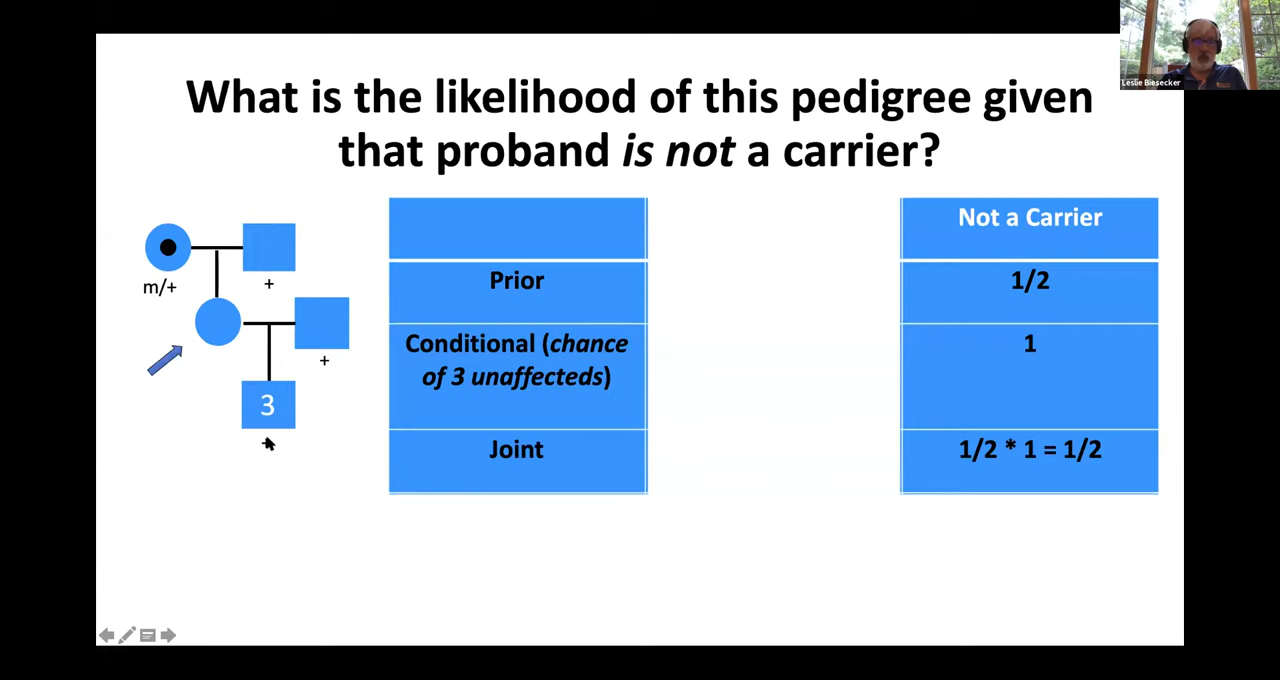 Leslie Biesecker
What is the likelihood of this pedigree given
that proband is not a carrier?
m/+
+
+
3
Not a Carrier
Prior
1/2
Conditional (chance
of 3 unaffecteds)
1
Joint
1/2 * 1 = 1/2